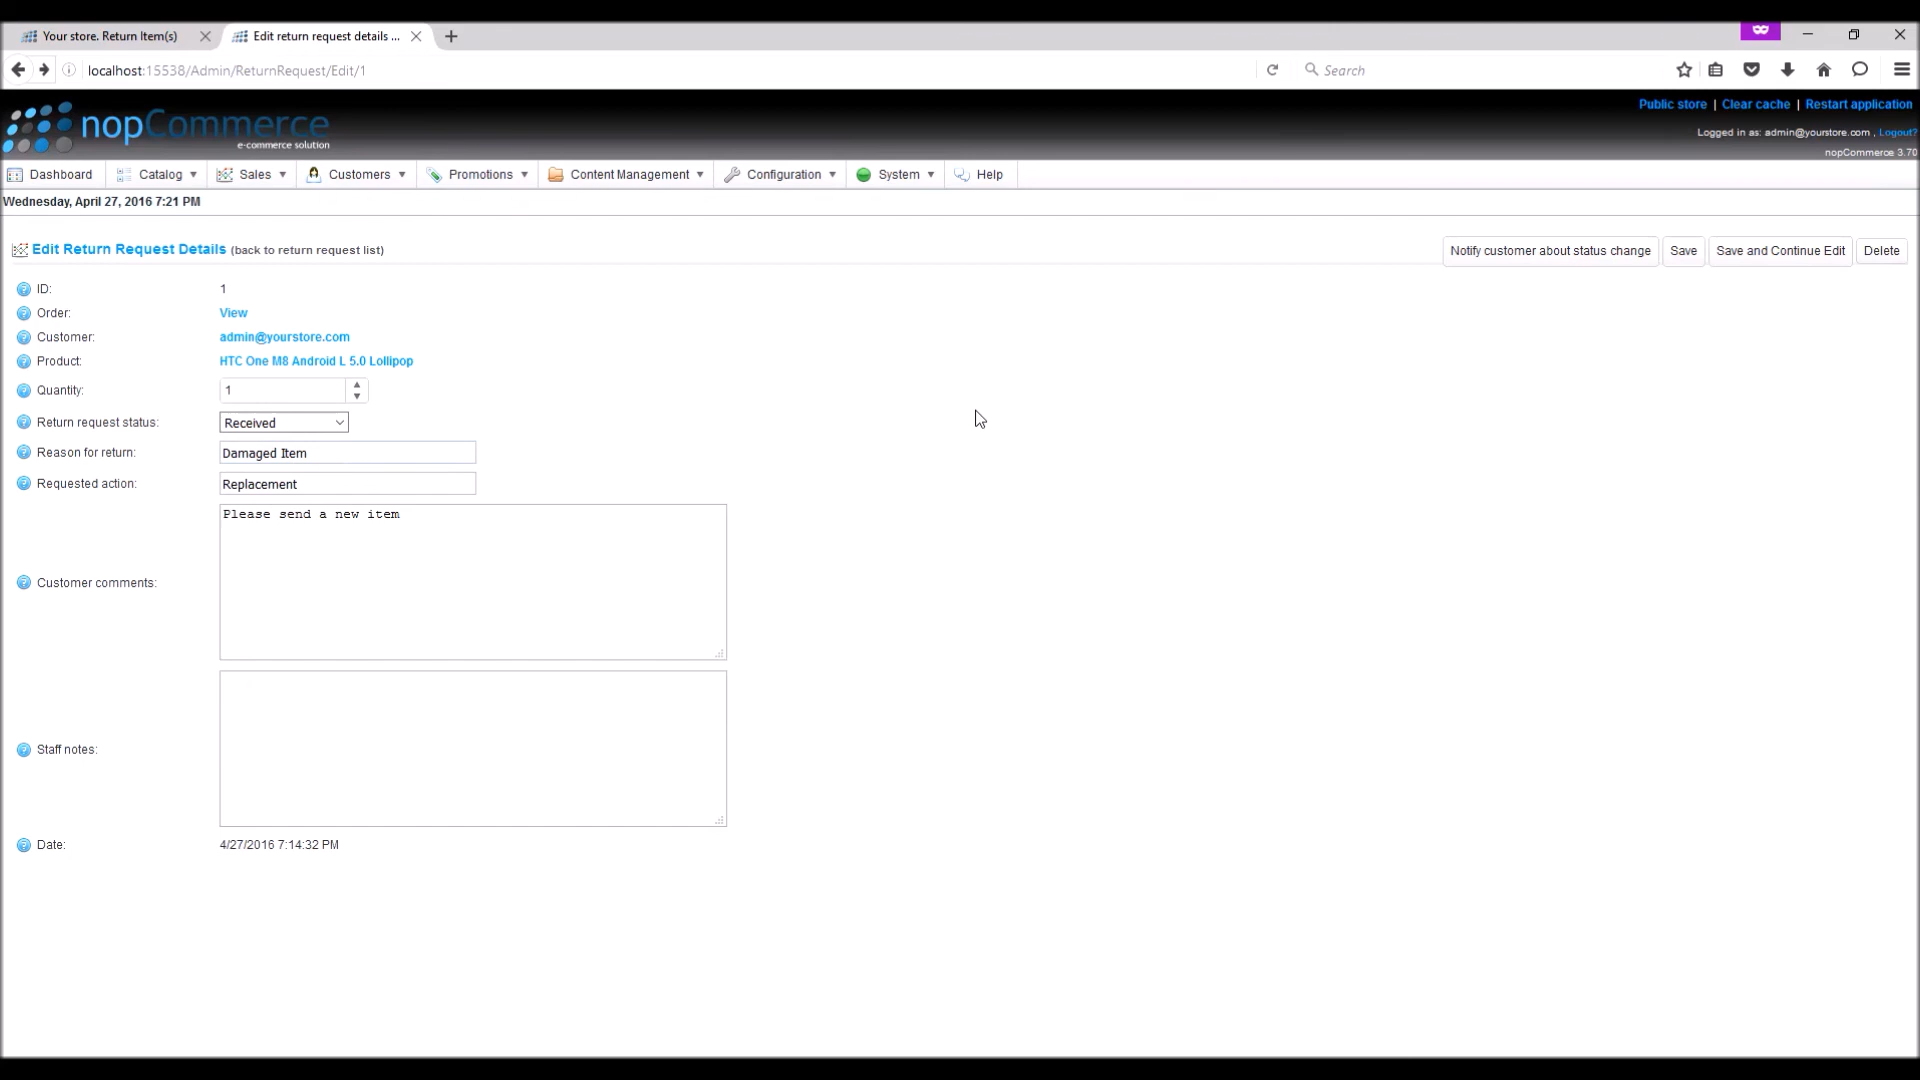 Your store. Return Item(s)
Edit return request details ...
localhost:15538/Admin/ReturnRequest/Edit/1
Search
nopCommerce
e-commerce solution
Public store | Clear cache | Restart application
Logged in as: admin@yourstore.com , Logout?
nopCommerce 3.70
Dashboard Catalog Sales Customers Promotions Content Management Configuration System Help
Wednesday, April 27, 2016 7:21 PM
Edit Return Request Details (back to return request list)
Notify customer about status change Save Save and Continue Edit Delete
ID: 1
Order: View
Customer: admin@yourstore.com
Product: HTC One M8 Android L 5.0 Lollipop
Quantity: 1
Return request status: Received
Reason for return: Damaged Item
Requested action: Replacement
Please send a new item
Customer comments:
Staff notes:
Date: 4/27/2016 7:14:32 PM